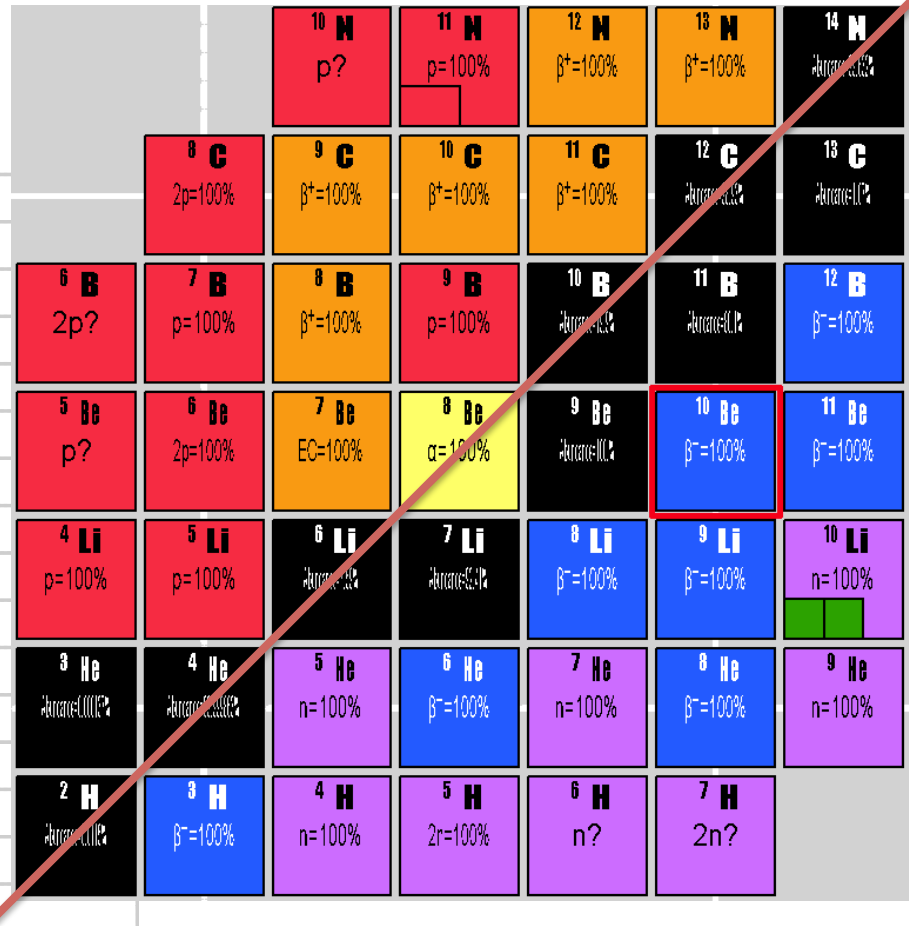 10 N 11 N 12 N 13 N 14 N
p? p=100% β+=100% β+=100%
8 C 9 C 10 C 11 C 12 C 13 C
2p=100% β+=100% β+=100% β+=100%
6 B 7 B 8 B 9 B 10 B 11 B 12 B
2p? p=100% β+=100% p=100% β-=100%
5 Be 6 Be 7 Be 8 Be 9 Be 10 Be 11 Be
p? 2p=100% EC=100% α=100% β-=100% β-=100%
4 Li 5 Li 6 Li 7 Li 8 Li 9 Li 10 Li
p=100% p=100% β-=100% β-=100% n=100%
3 He 4 He 5 He 6 He 7 He 8 He 9 He
n=100% β-=100% n=100% β-=100% n=100%
2 H 3 H 4 H 5 H 6 H 7 H
β-=100% n=100% 2n=100% n? 2n?